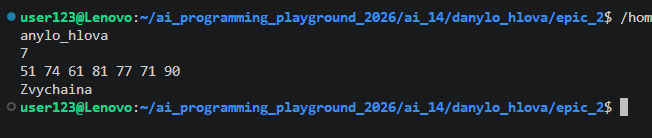 user123@Lenovo:~/ai_programming_playground_2026/ai_14/danylo_hlova/epic_2$ /hom
anylo_hlova
7
51 74 61 81 77 71 90
Zvychaina
user123@Lenovo:~/ai_programming_playground_2026/ai_14/danylo_hlova/epic_2$